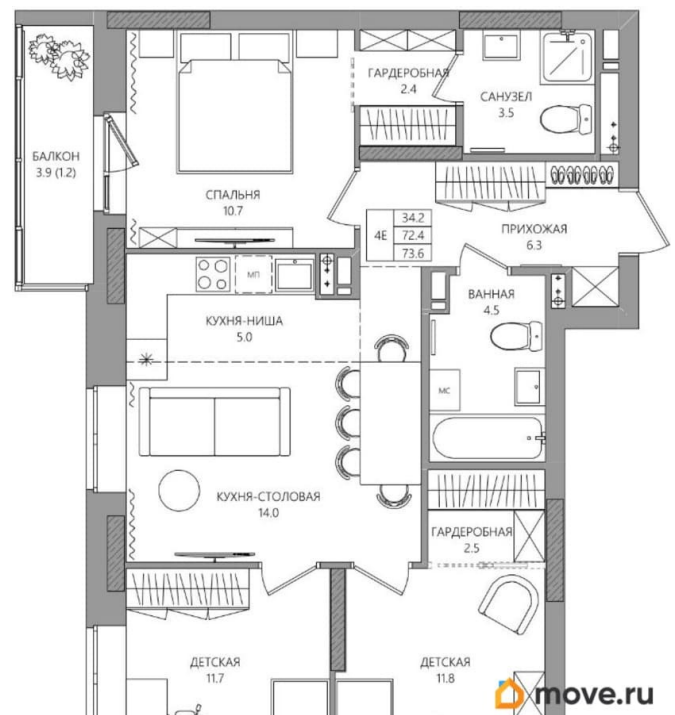 ГАРДЕРОБНАЯ
2.4
САНУЗЕЛ
3.5
БАЛКОН
3.9 (1.2)
СПАЛЬНЯ
10.7
4Е
34.2
72.4
73.6
ПРИХОЖАЯ
6.3
МП
КУХНЯ-НИША
5.0
ВАННАЯ
4.5
МС
КУХНЯ-СТОЛОВАЯ
14.0
ГАРДЕРОБНАЯ
2.5
ДЕТСКАЯ
11.7
ДЕТСКАЯ
11.8
move.ru